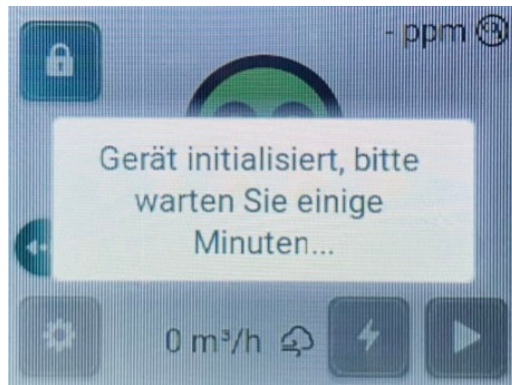 - ppm
Gerät initialisiert, bitte
warten Sie einige
Minuten...
0 m³/h